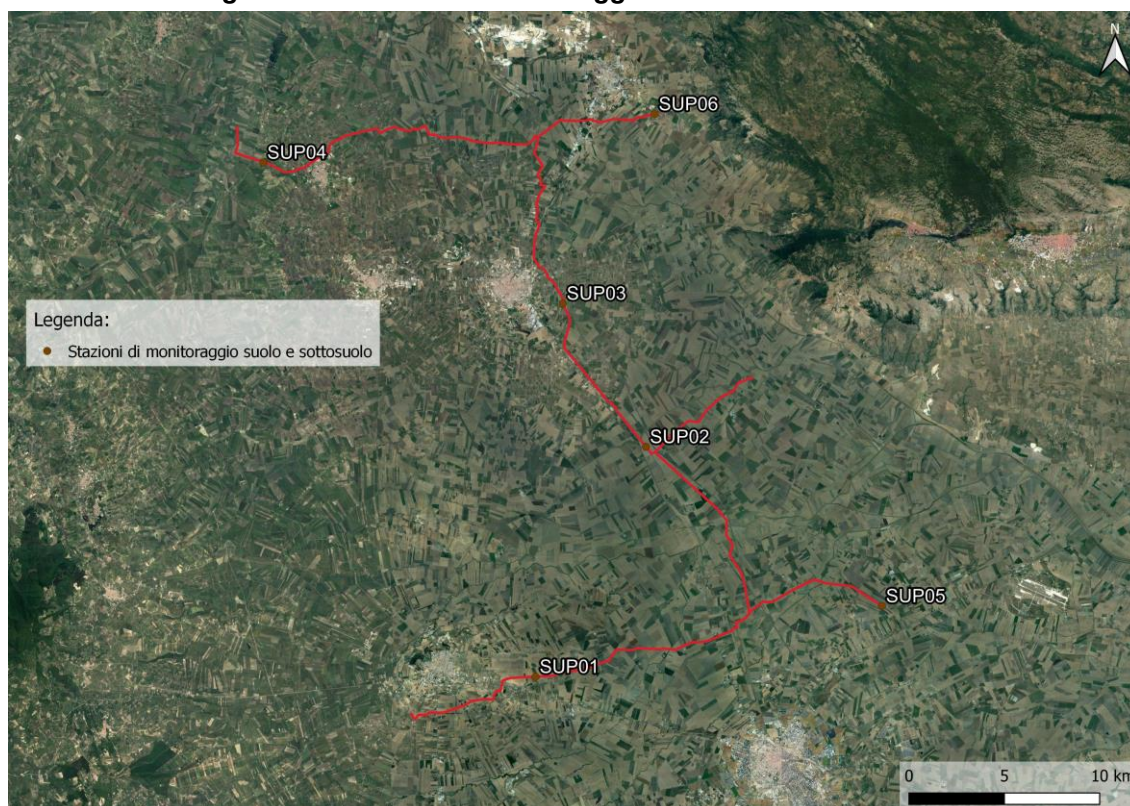 N
SUP06
SUP04
SUP03
Legenda:
Stazioni di monitoraggio suolo e sottosuolo
SUP02
SUP05
SUP01
0 5 10 km